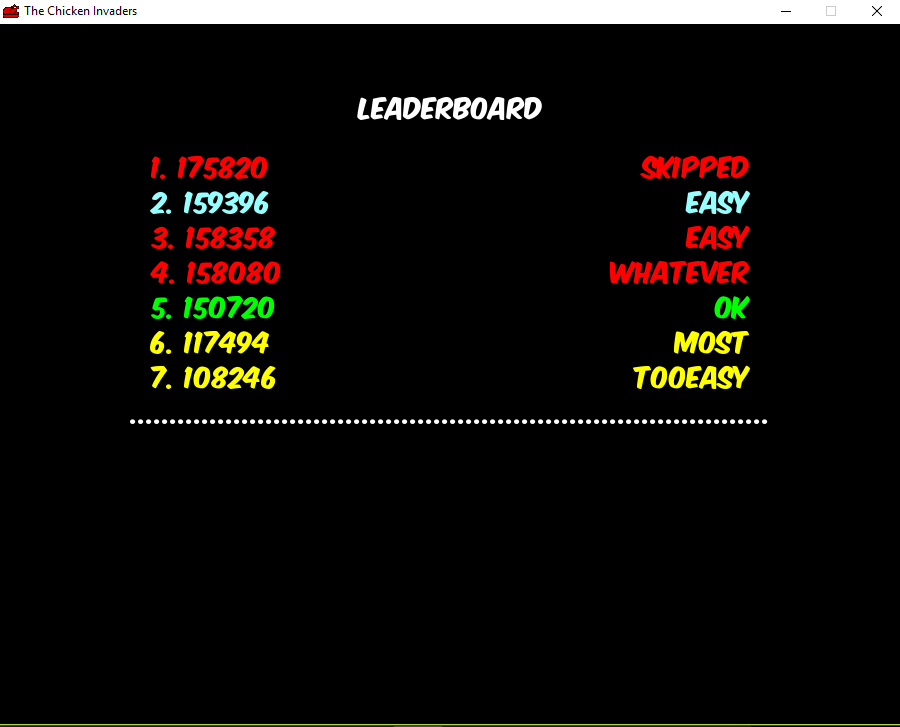 The Chicken Invaders
LEADERBOARD
1. 175820 SKIPPED
2. 159396 EASY
3. 158358 EASY
4. 158080 WHATEVER
5. 150720 OK
6. 117494 MOST
7. 108246 TOOEASY